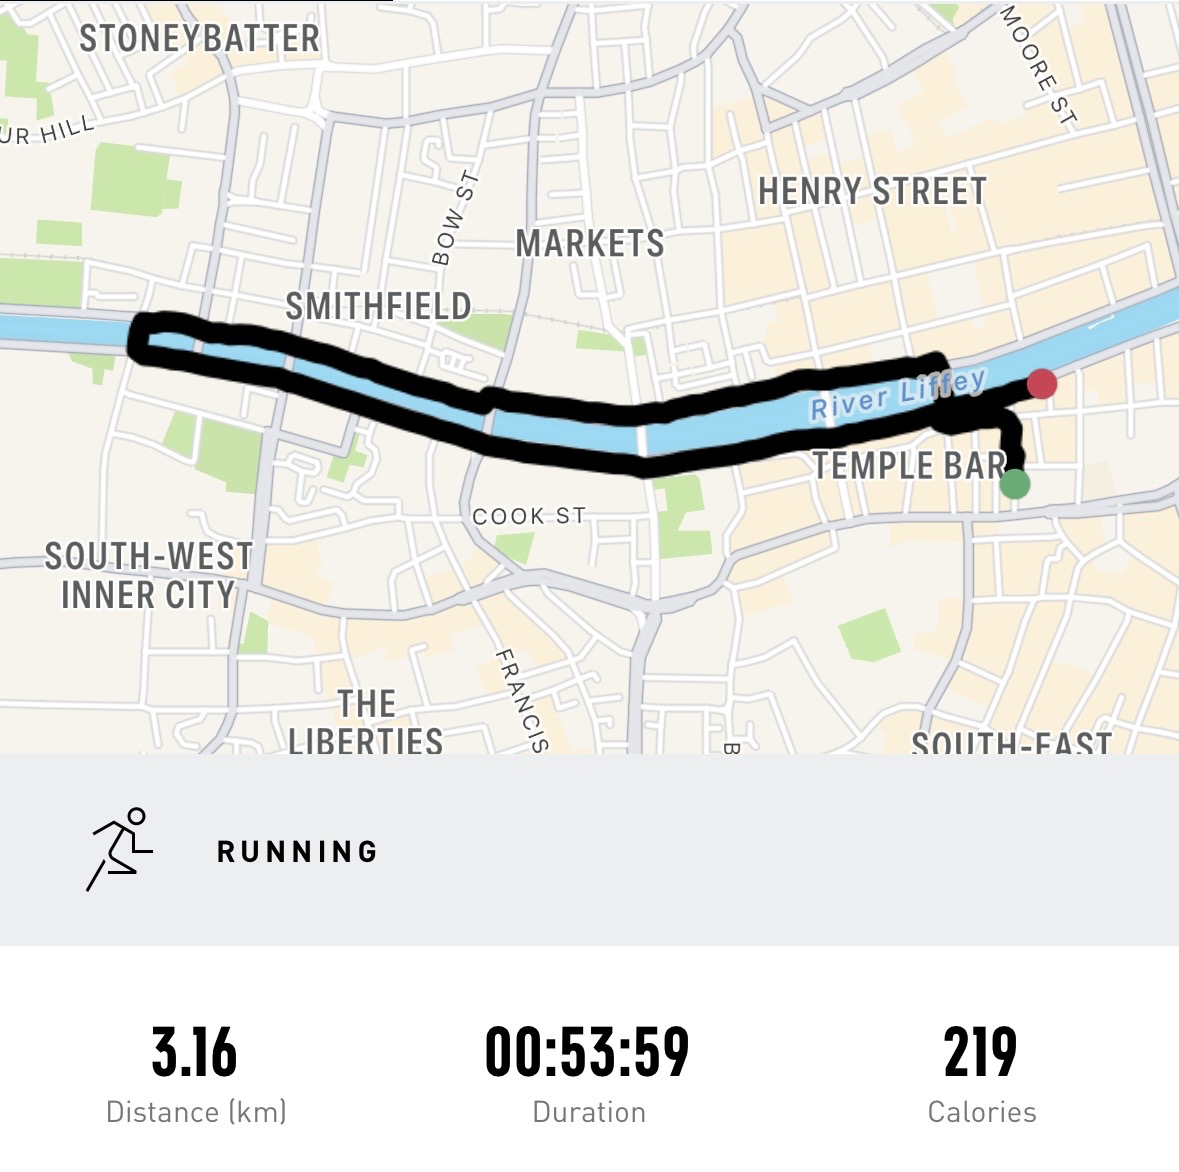 STONEYBATTER
MOORE ST
UR HILL
HENRY STREET
BOW ST
MARKETS
SMITHFIELD
River Liffey
TEMPLE BAR
COOK ST
SOUTH-WEST
INNER CITY
FRANCIS
THE
LIBERTIES
B
SOUTH-EAST
RUNNING
3.16
00:53:59
219
Distance (km)
Duration
Calories